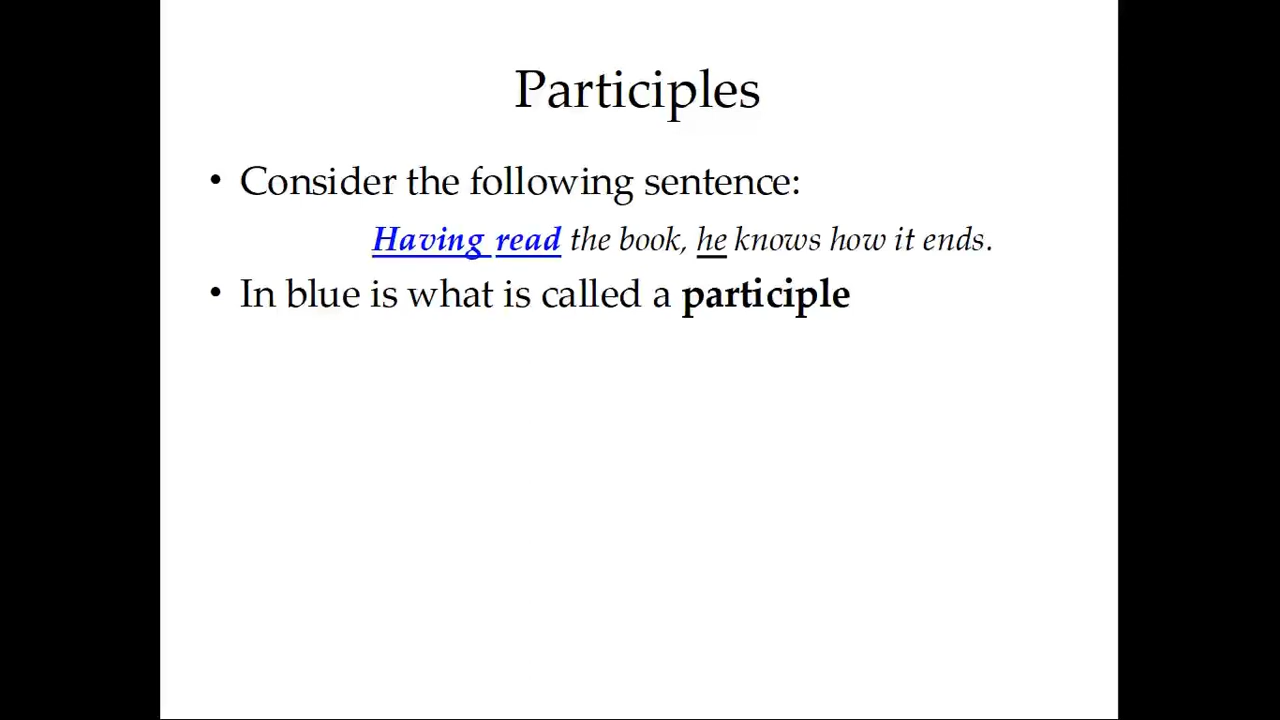 Participles
• Consider the following sentence:
Having read the book, he knows how it ends.
• In blue is what is called a participle